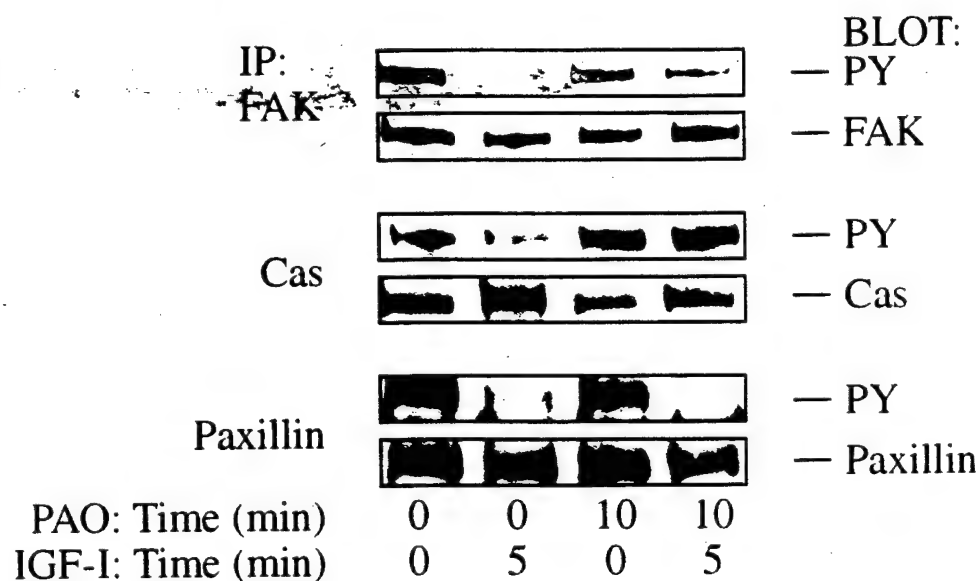 BLOT:
IP:
FAK
— PY
— FAK
Cas
— PY
— Cas
Paxillin
— PY
— Paxillin
PAO: Time (min) 0 0 10 10
IGF-I: Time (min) 0 5 0 5